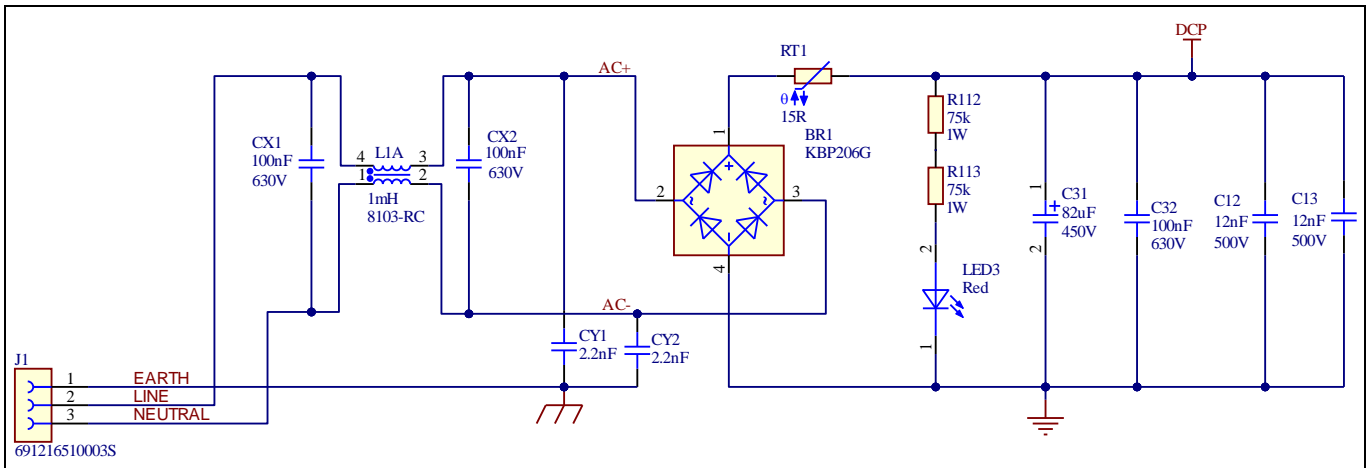 DCP
RT1
θ
15R
AC+
BR1
KBP206G
1
2
3
4
CX1
100nF
630V
4
L1A
3
1
2
1mH
8103-RC
CX2
100nF
630V
R112
75k
1W
R113
75k
1W
2
LED3
Red
1
1
C31
82uF
450V
2
C32
100nF
630V
C12
12nF
500V
C13
12nF
500V
AC-
CY1
2.2nF
CY2
2.2nF
J1
1
EARTH
2
LINE
3
NEUTRAL
691216510003S